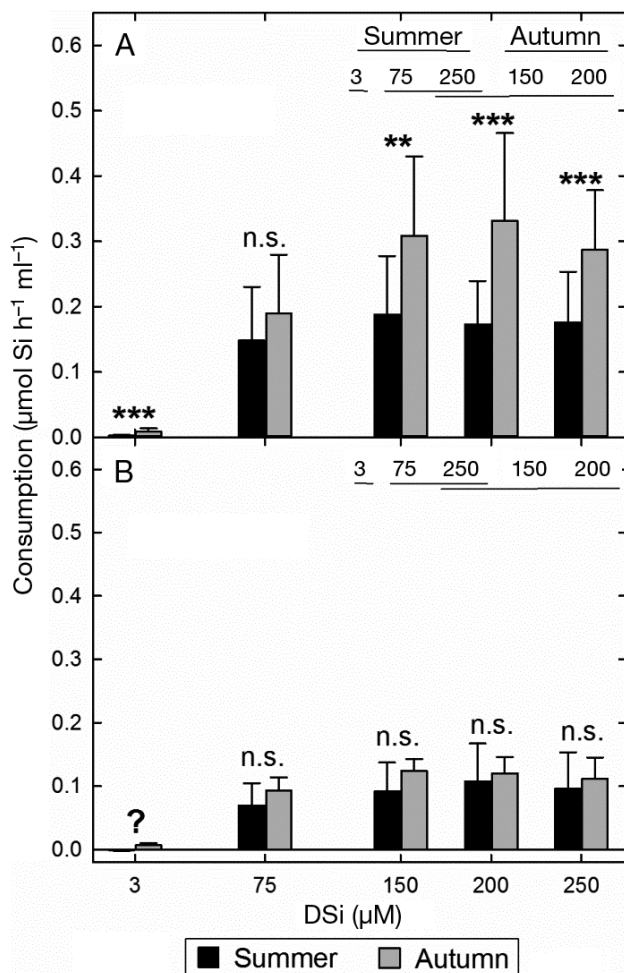 A
Summer Autumn
3 75 250 150 200
0.6
0.5
0.4
0.3
0.2
0.1
0.0
** *** ***
n.s.
***
B
3 75 250 150 200
0.6
0.5
0.4
0.3
0.2
0.1
0.0
n.s. n.s. n.s. n.s.
?
Consumption (µmol Si h⁻¹ ml⁻¹)
3 75 150 200 250
DSi (µM)
Summer Autumn